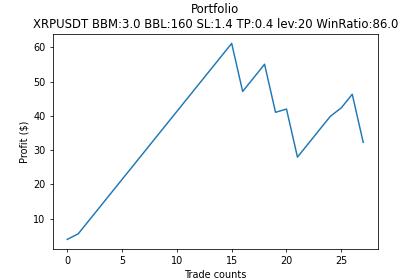 Portfolio
XRPUSDT BBM:3.0 BBL:160 SL:1.4 TP:0.4 lev:20 WinRatio:86.0
60
50
40
30
20
10
Profit ($)
0 5 10 15 20 25
Trade counts